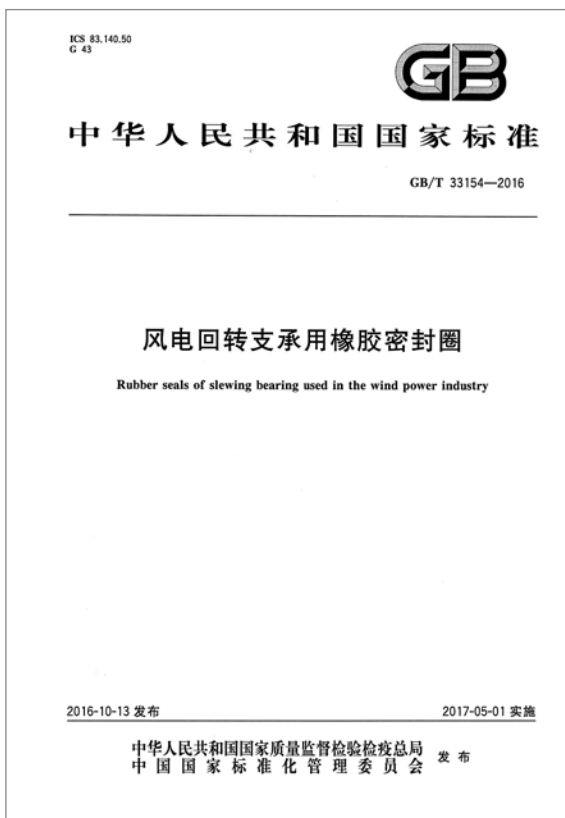 ICS 83.140.50
G 43
GB
中华人民共和国国家标准
GB/T 33154—2016
风电回转支承用橡胶密封圈
Rubber seals of slewing bearing used in the wind power industry
2016-10-13 发布
2017-05-01 实施
中华人民共和国国家质量监督检验检疫总局
中国国家标准化管理委员会
发布